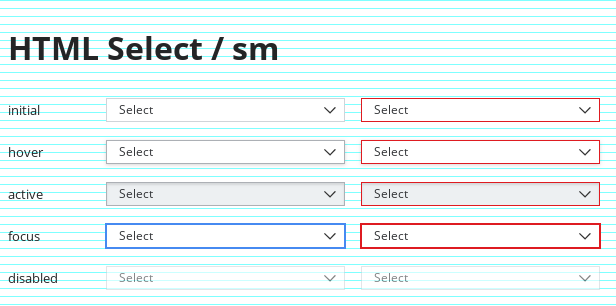 HTML Select / sm
initial Select Select
hover Select Select
active Select Select
focus Select Select
disabled Select Select